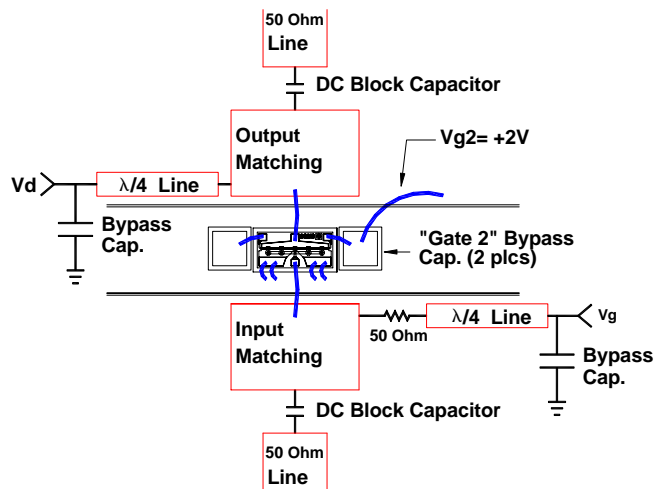 50 Ohm
Line
DC Block Capacitor
Output
Matching
Vg2= +2V
Vd
λ/4 Line
Bypass
Cap.
"Gate 2" Bypass
Cap. (2 plcs)
Input
Matching
50 Ohm
λ/4 Line
Vg
Bypass
Cap.
DC Block Capacitor
50 Ohm
Line